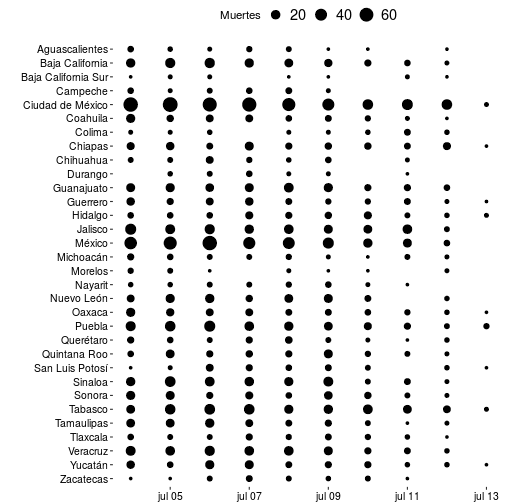 Muertes 20 40 60
Aguascalientes
Baja California
Baja California Sur
Campeche
Ciudad de México
Coahuila
Colima
Chiapas
Chihuahua
Durango
Guanajuato
Guerrero
Hidalgo
Jalisco
México
Michoacán
Morelos
Nayarit
Nuevo León
Oaxaca
Puebla
Querétaro
Quintana Roo
San Luis Potosí
Sinaloa
Sonora
Tabasco
Tamaulipas
Tlaxcala
Veracruz
Yucatán
Zacatecas
jul 05 jul 07 jul 09 jul 11 jul 13